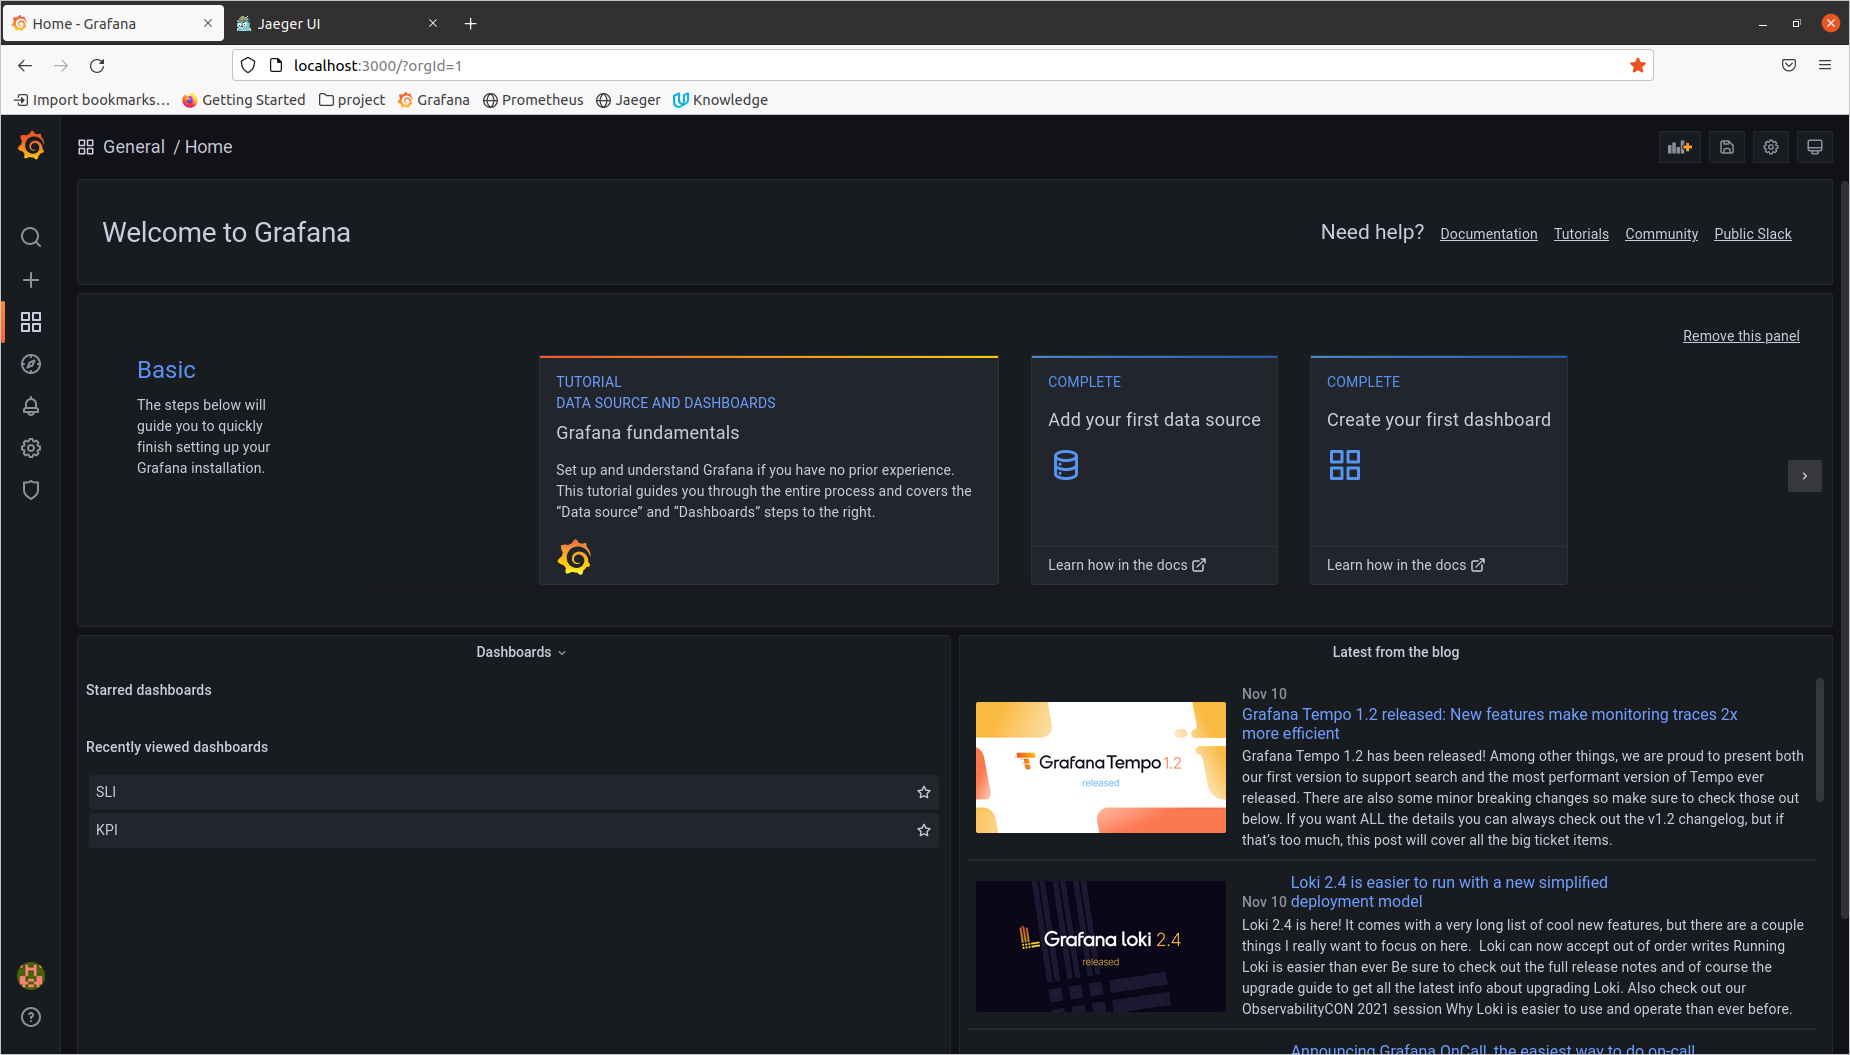 Home - Grafana
Jaeger UI
localhost:3000/?orgId=1
Import bookmarks…
Getting Started
project
Grafana
Prometheus
Jaeger
Knowledge
General / Home
Welcome to Grafana
Need help?
Documentation
Tutorials
Community
Public Slack
Remove this panel
Basic
The steps below will
guide you to quickly
finish setting up your
Grafana installation.
TUTORIAL
DATA SOURCE AND DASHBOARDS
Grafana fundamentals
Set up and understand Grafana if you have no prior experience.
This tutorial guides you through the entire process and covers the
“Data source” and “Dashboards” steps to the right.
COMPLETE
Add your first data source
Learn how in the docs
COMPLETE
Create your first dashboard
Learn how in the docs
Dashboards
Starred dashboards
Recently viewed dashboards
SLI
KPI
Latest from the blog
Grafana Tempo 1.2
released
Nov 10
Grafana Tempo 1.2 released: New features make monitoring traces 2x
more efficient
Grafana Tempo 1.2 has been released! Among other things, we are proud to present both
our first version to support search and the most performant version of Tempo ever
released. There are also some minor breaking changes so make sure to check those out
below. If you want ALL the details you can always check out the v1.2 changelog, but if
that’s too much, this post will cover all the big ticket items.
Grafana loki 2.4
released
Loki 2.4 is easier to run with a new simplified
Nov 10 deployment model
Loki 2.4 is here! It comes with a very long list of cool new features, but there are a couple
things I really want to focus on here. Loki can now accept out of order writes Running
Loki is easier than ever Be sure to check out the full release notes and of course the
upgrade guide to get all the latest info about upgrading Loki. Also check out our
ObservabilityCON 2021 session Why Loki is easier to use and operate than ever before.
Announcing Grafana OnCall, the easiest way to do on-call